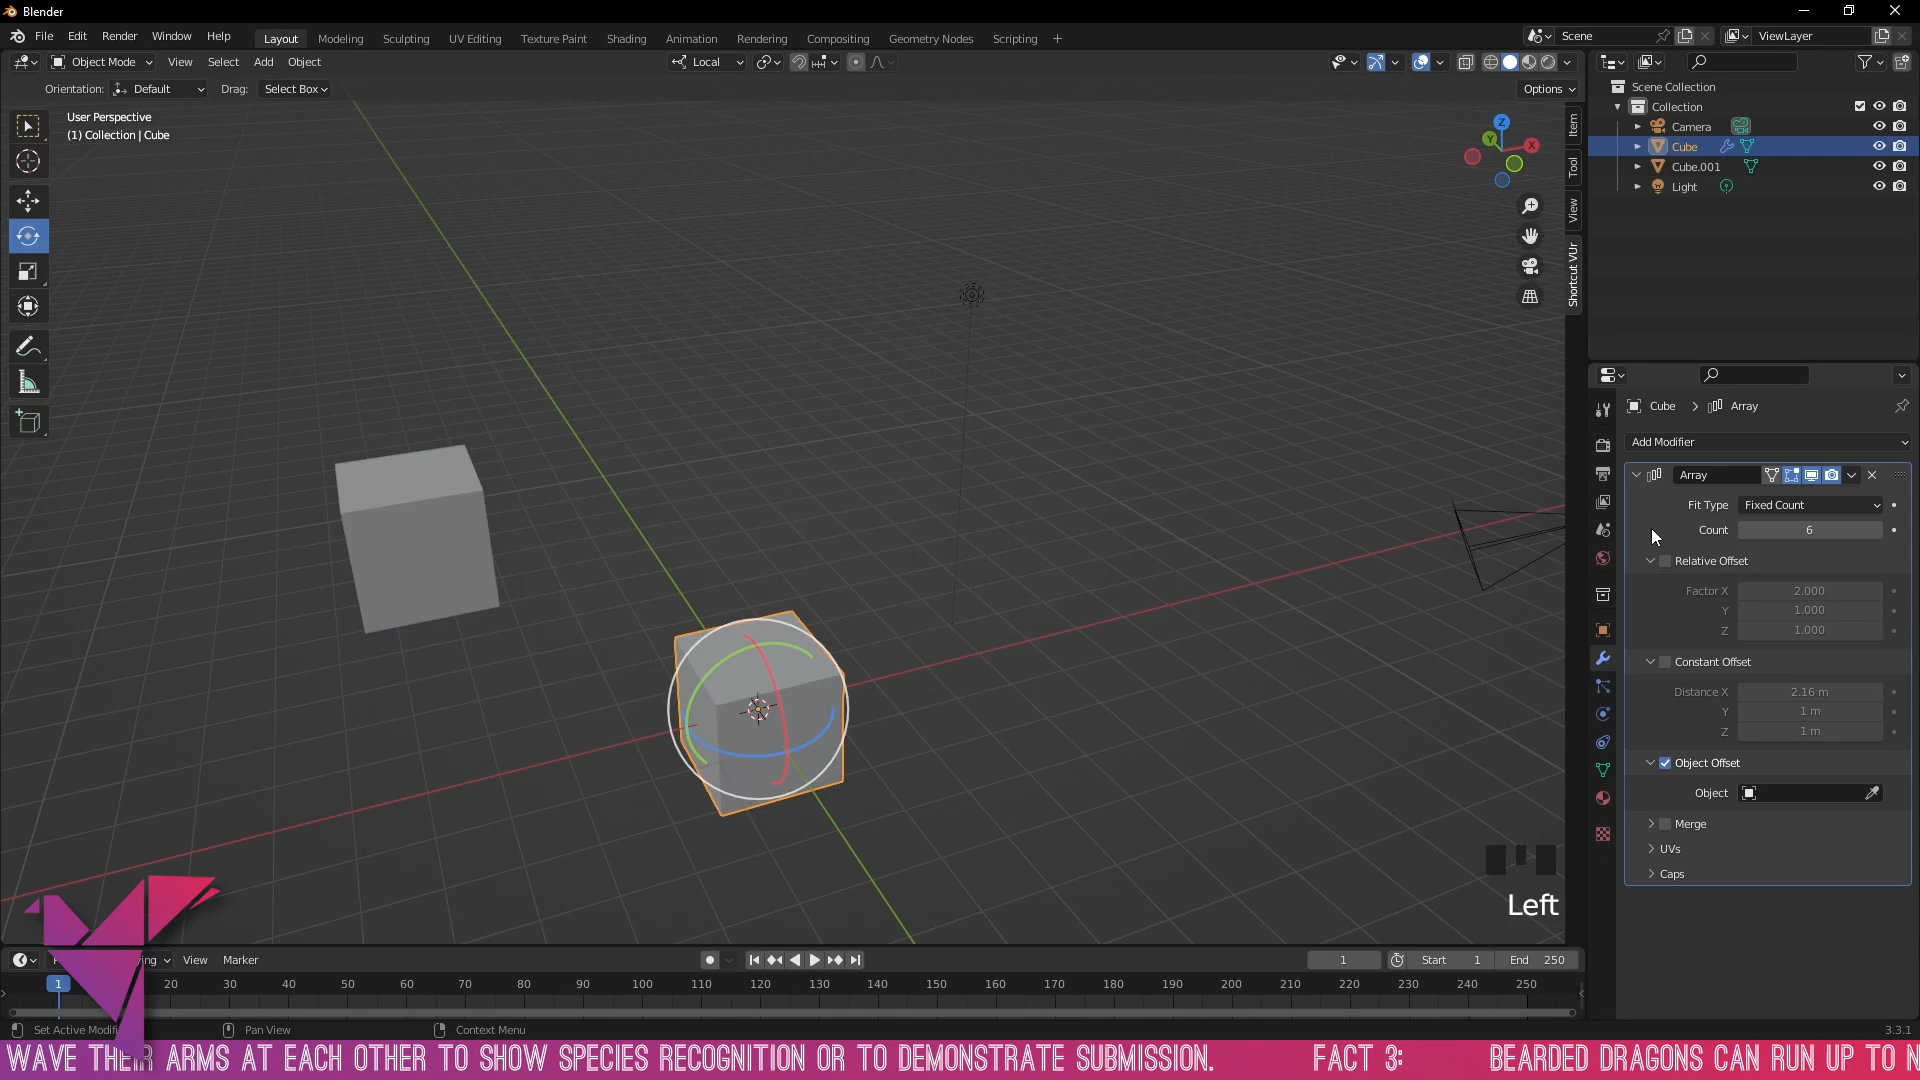 Blender
File Edit Render Window Help
Layout Modeling Sculpting UV Editing Texture Paint Shading Animation Rendering Compositing Geometry Nodes Scripting +
Scene
ViewLayer
Object Mode View Select Add Object
Local
Orientation: Default Drag: Select Box
Options
User Perspective
(1) Collection | Cube
Z
Y
X
Item
Tool
View
Shortcut VUr
Scene Collection
Collection
Camera
Cube
Cube.001
Light
Cube > Array
Add Modifier
Array
Fit Type Fixed Count
Count 6
Relative Offset
Factor X 2.000
Y 1.000
Z 1.000
Constant Offset
Distance X 2.16 m
Y 1 m
Z 1 m
Object Offset
Object
Merge
UVs
Caps
Left
View Marker
1 Start 1 End 250
1 20 30 40 50 60 70 80 90 100 110 120 130 140 150 160 170 180 190 200 210 220 230 240 250
Set Active Pan View Context Menu
3.3.1
WAVE THEIR ARMS AT EACH OTHER TO SHOW SPECIES RECOGNITION OR TO DEMONSTRATE SUBMISSION. FACT 3: BEARDED DRAGONS CAN RUN UP TO N